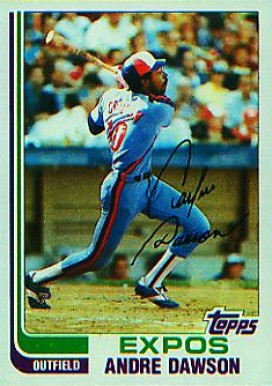 Andre
Dawson
topps
EXPOS
OUTFIELD
ANDRE DAWSON